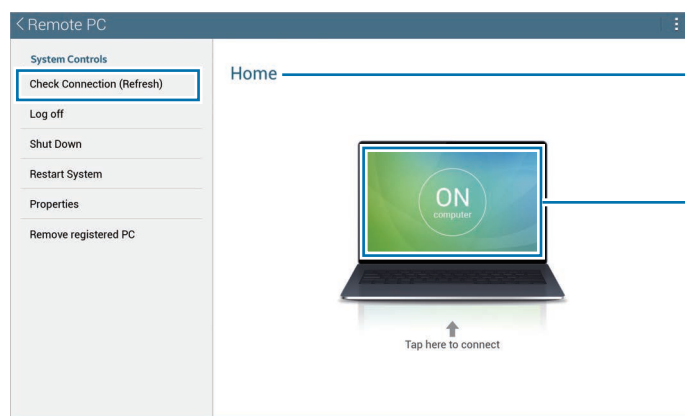 Remote PC
System Controls
Check Connection (Refresh)
Log off
Shut Down
Restart System
Properties
Remove registered PC
Home
ON
computer
Tap here to connect